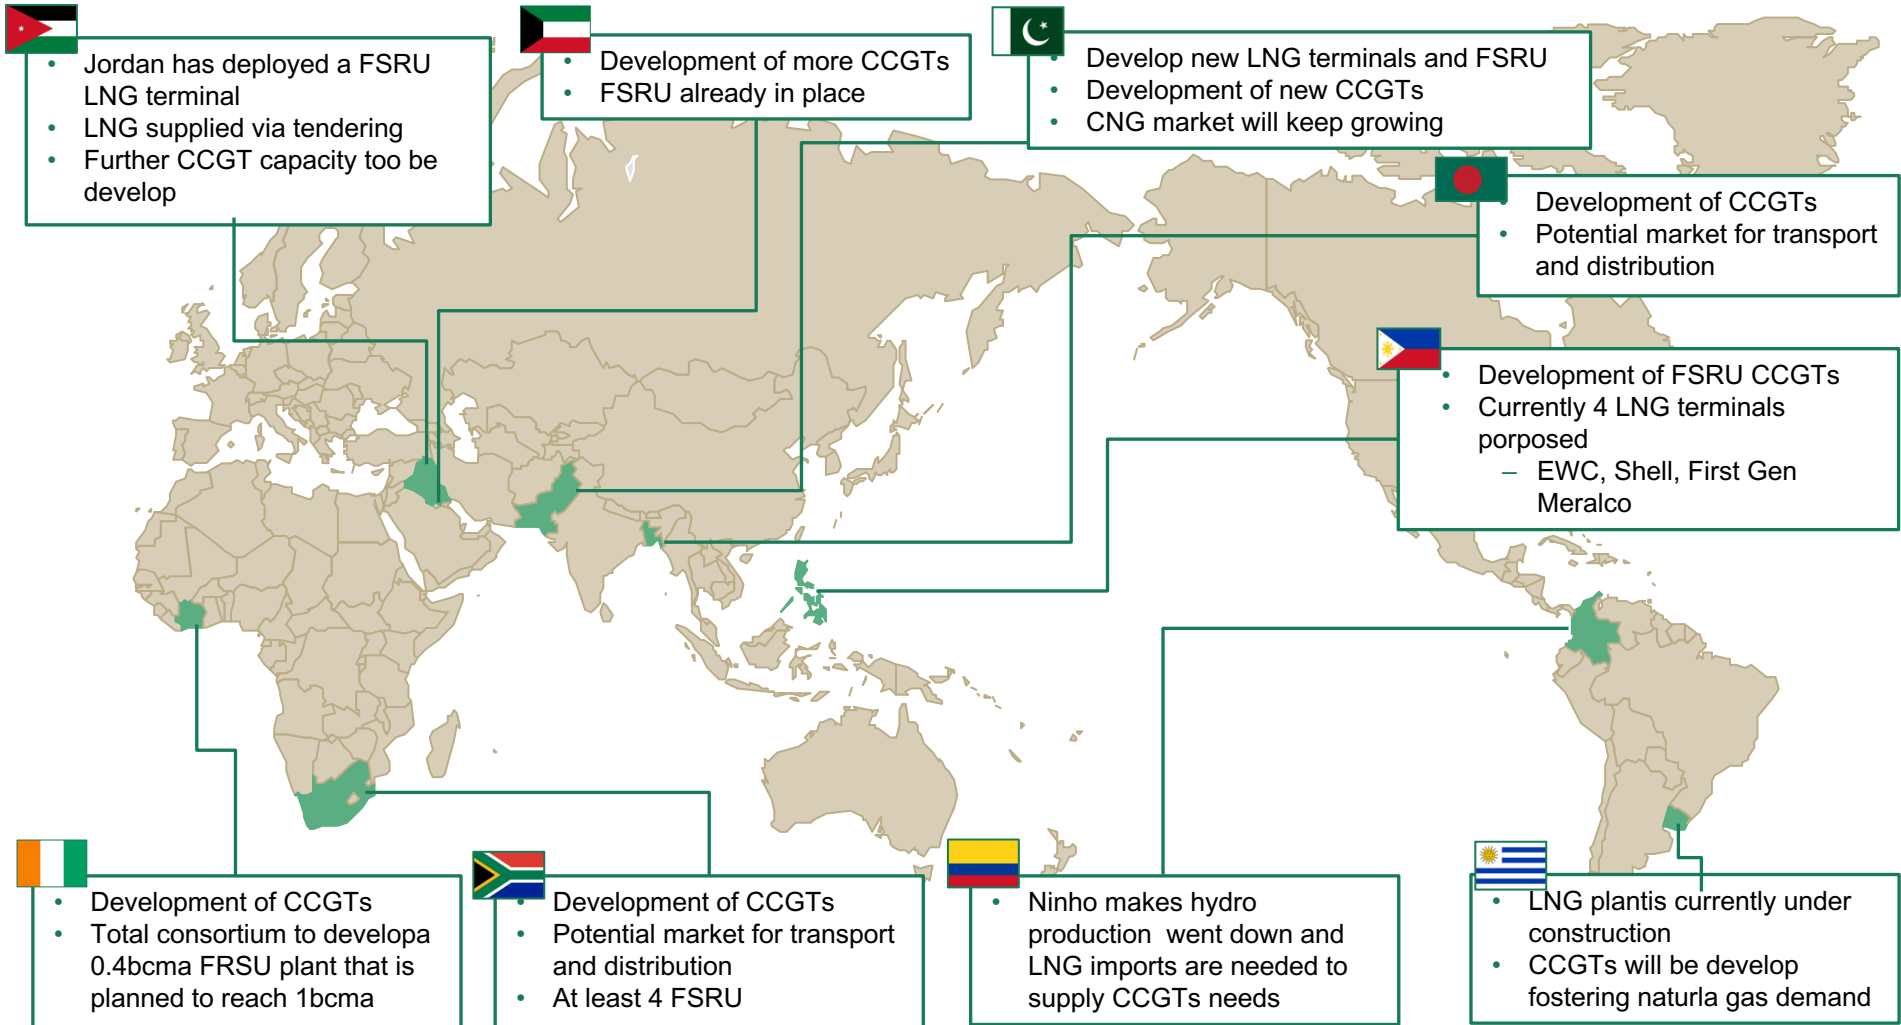 • Jordan has deployed a FSRU
LNG terminal
• LNG supplied via tendering
• Further CCGT capacity too be
develop
• Development of more CCGTs
• FSRU already in place
• Develop new LNG terminals and FSRU
• Development of new CCGTs
• CNG market will keep growing
• Development of CCGTs
• Potential market for transport
and distribution
• Development of FSRU CCGTs
• Currently 4 LNG terminals
porposed
– EWC, Shell, First Gen
Meralco
• Development of CCGTs
• Total consortium to developa
0.4bcma FRSU plant that is
planned to reach 1bcma
• Development of CCGTs
• Potential market for transport
and distribution
• At least 4 FSRU
• Ninho makes hydro
production went down and
LNG imports are needed to
supply CCGTs needs
• LNG plantis currently under
construction
• CCGTs will be develop
fostering naturla gas demand